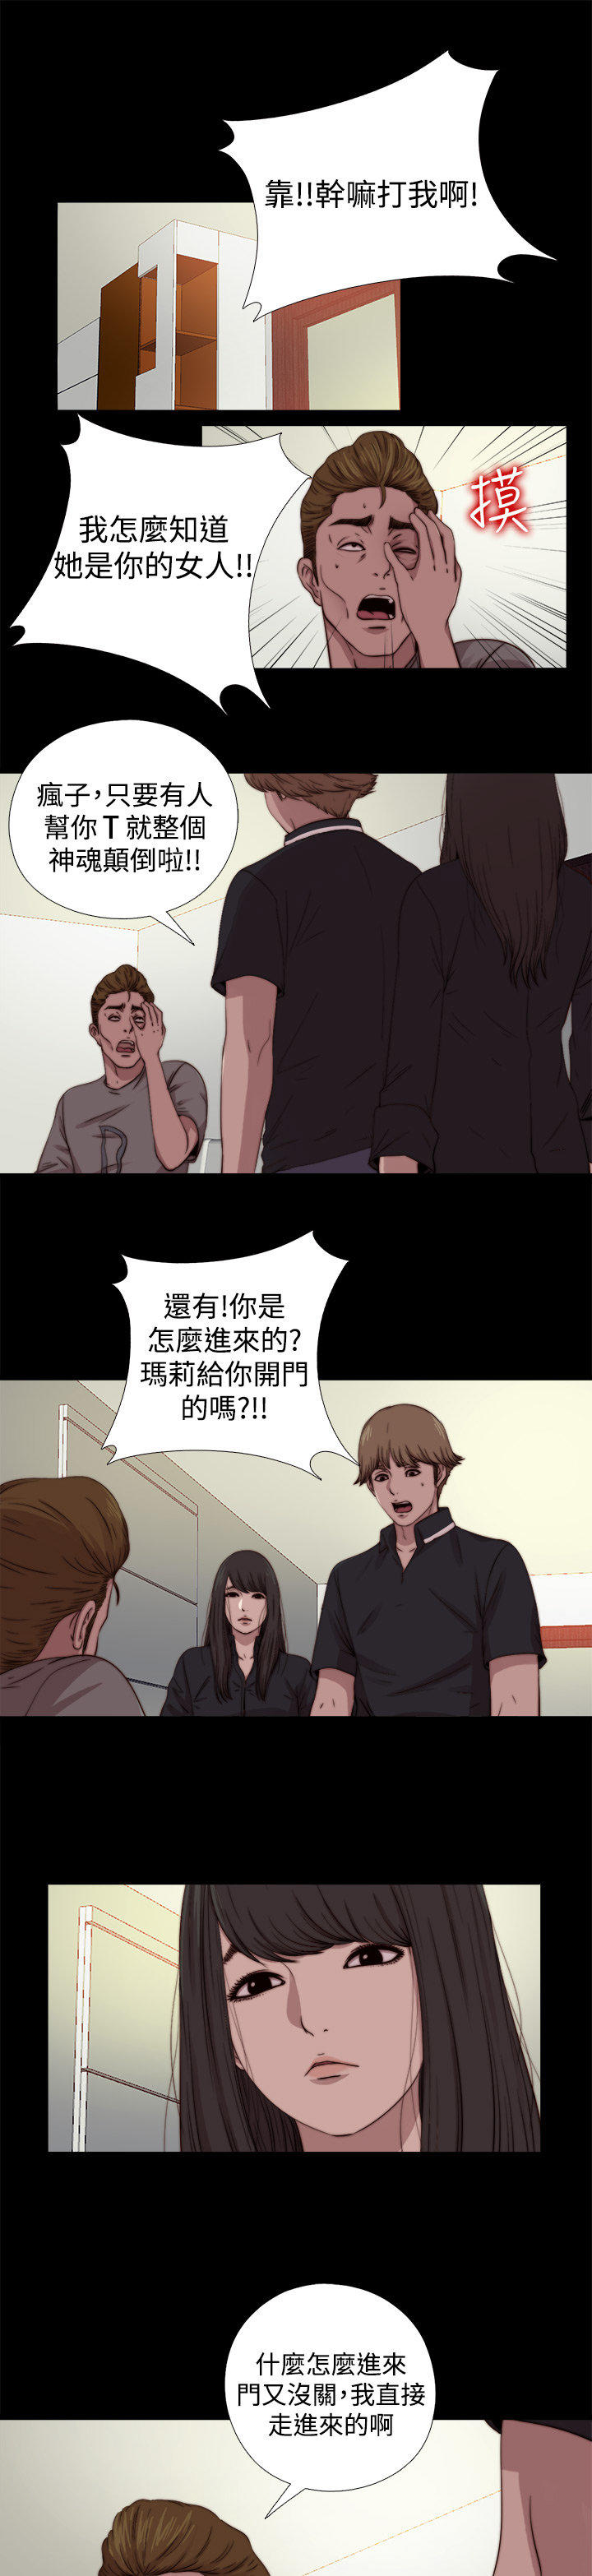 靠!!幹嘛打我啊!
摸
我怎麼知道
她是你的女人!!
瘋子,只要有人
幫你T就整個
神魂顛倒啦!!
還有!你是
怎麼進來的?
瑪莉給你開門
的嗎?!!
什麼怎麼進來
門又沒關,我直接
走進來的啊